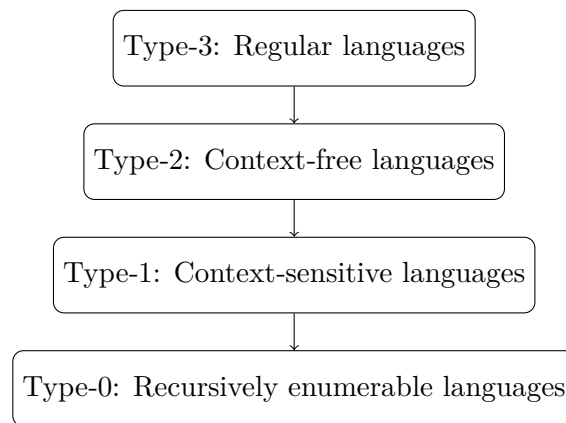 Type-3: Regular languages
Type-2: Context-free languages
Type-1: Context-sensitive languages
Type-0: Recursively enumerable languages